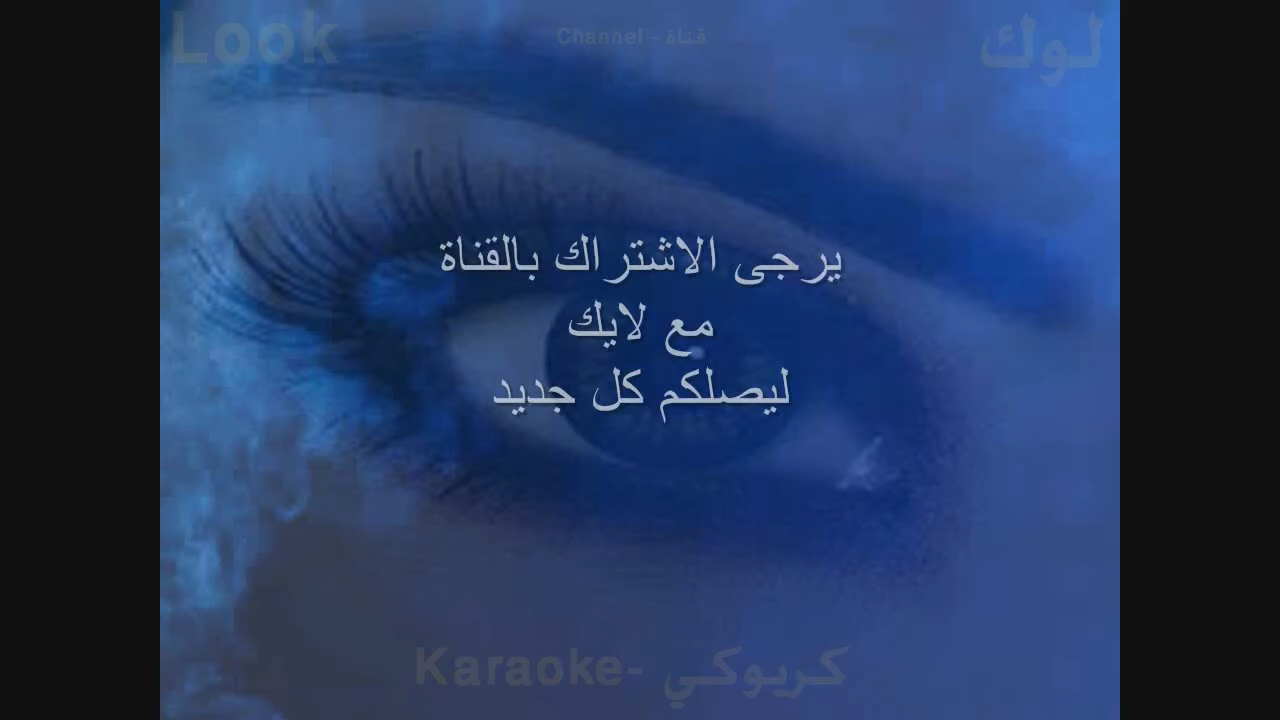 Look
Channel - قناة
لوك
يرجى الاشتراك بالقناة
مع لايك
ليصلكم كل جديد
Karaoke- كريوكي